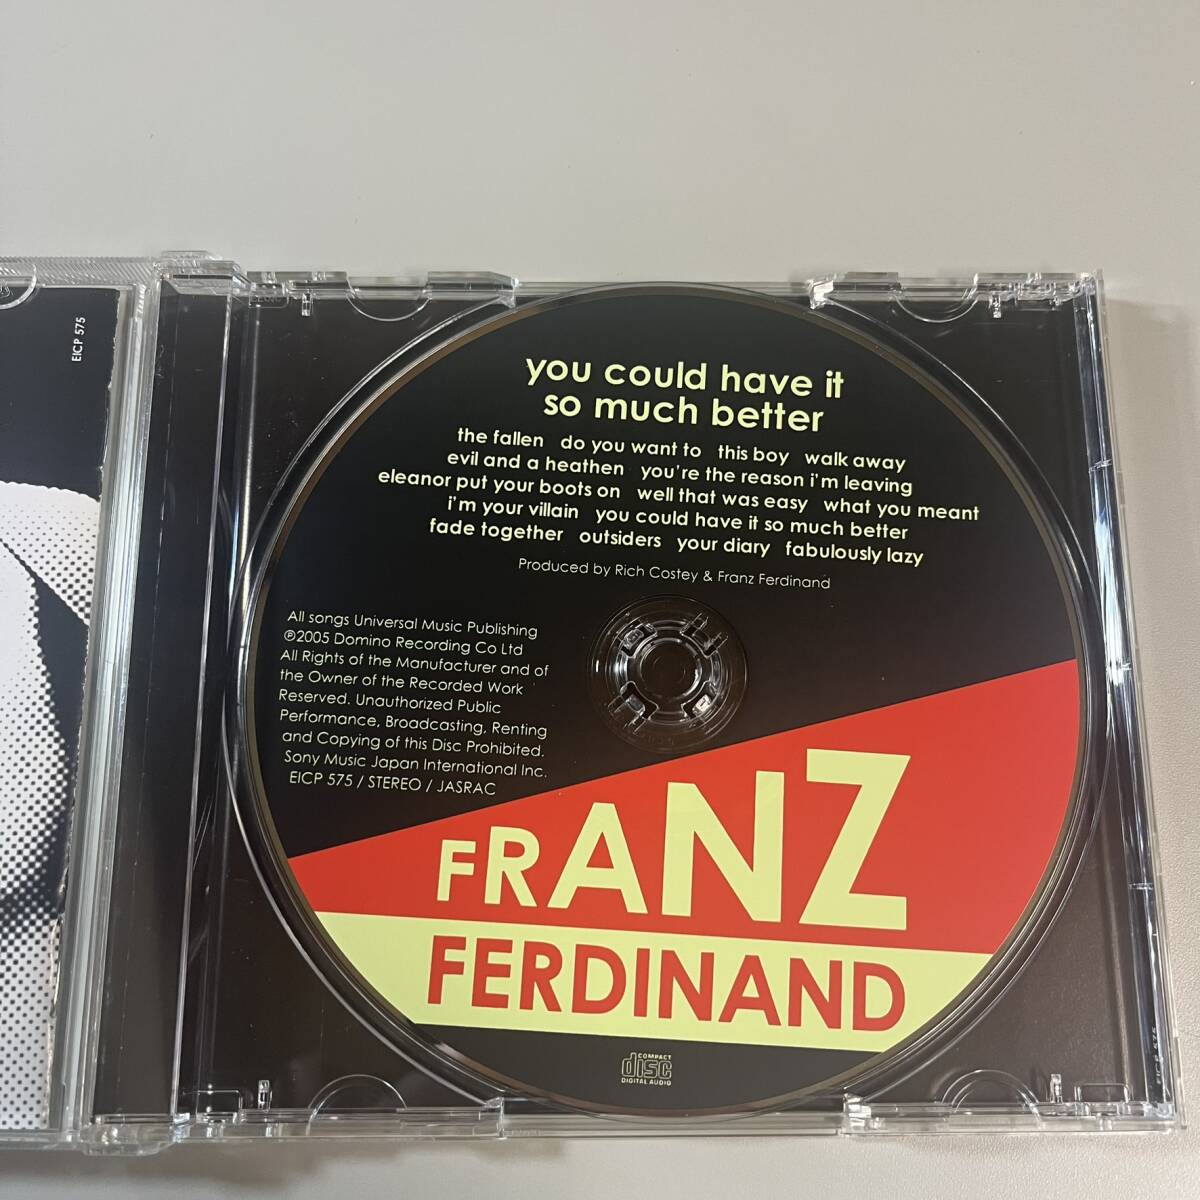 EICP 575
you could have it
so much better
the fallen do you want to this boy walk away
evil and a heathen you're the reason i'm leaving
eleanor put your boots on well that was easy what you meant
i'm your villain you could have it so much better
fade together outsiders your diary fabulously lazy
Produced by Rich Costey & Franz Ferdinand
All songs Universal Music Publishing
℗2005 Domino Recording Co Ltd
All Rights of the Manufacturer and of
the Owner of the Recorded Work
Reserved. Unauthorized Public
Performance, Broadcasting, Renting
and Copying of this Disc Prohibited.
Sony Music Japan International Inc.
EICP 575 / STEREO / JASRAC
FRANZ
FERDINAND
COMPACT
disc
DIGITAL AUDIO
EICP 575